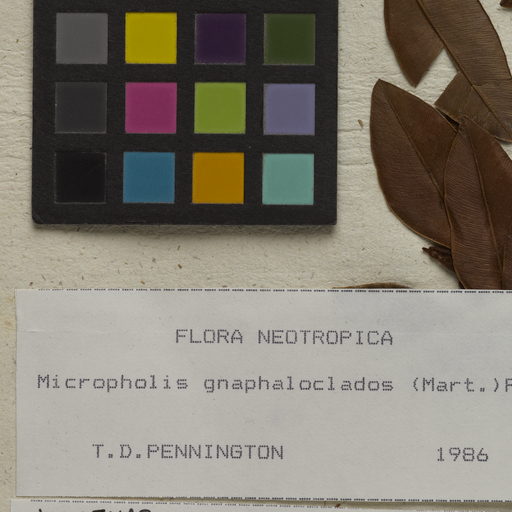 FLORA NEOTROPICA
Micropholis gnaphaloclados (Mart.)P
T.D.PENNINGTON 1986